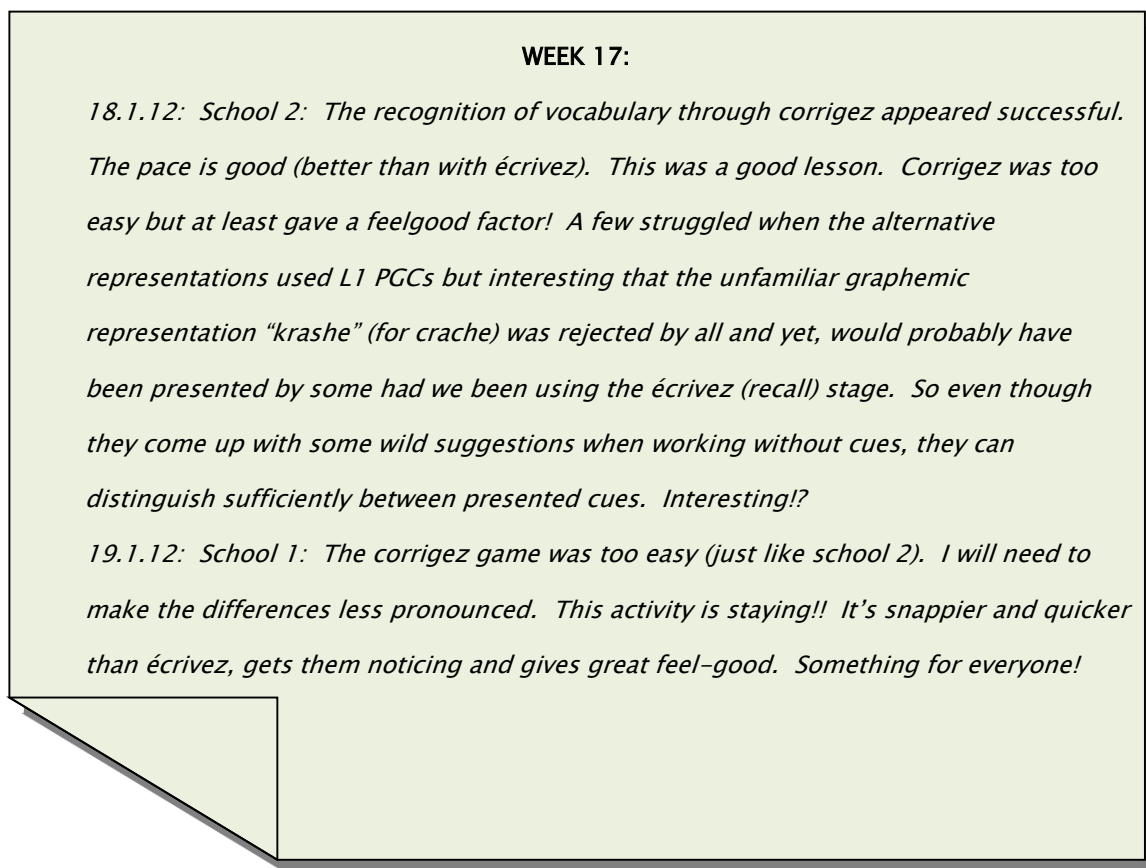 WEEK 17:
18.1.12: School 2: The recognition of vocabulary through corrigez appeared successful.
The pace is good (better than with écrivez). This was a good lesson. Corrigez was too
easy but at least gave a feelgood factor! A few struggled when the alternative
representations used L1 PGCs but interesting that the unfamiliar graphemic
representation “krashe” (for crache) was rejected by all and yet, would probably have
been presented by some had we been using the écrivez (recall) stage. So even though
they come up with some wild suggestions when working without cues, they can
distinguish sufficiently between presented cues. Interesting!?
19.1.12: School 1: The corrigez game was too easy (just like school 2). I will need to
make the differences less pronounced. This activity is staying!! It’s snappier and quicker
than écrivez, gets them noticing and gives great feel-good. Something for everyone!